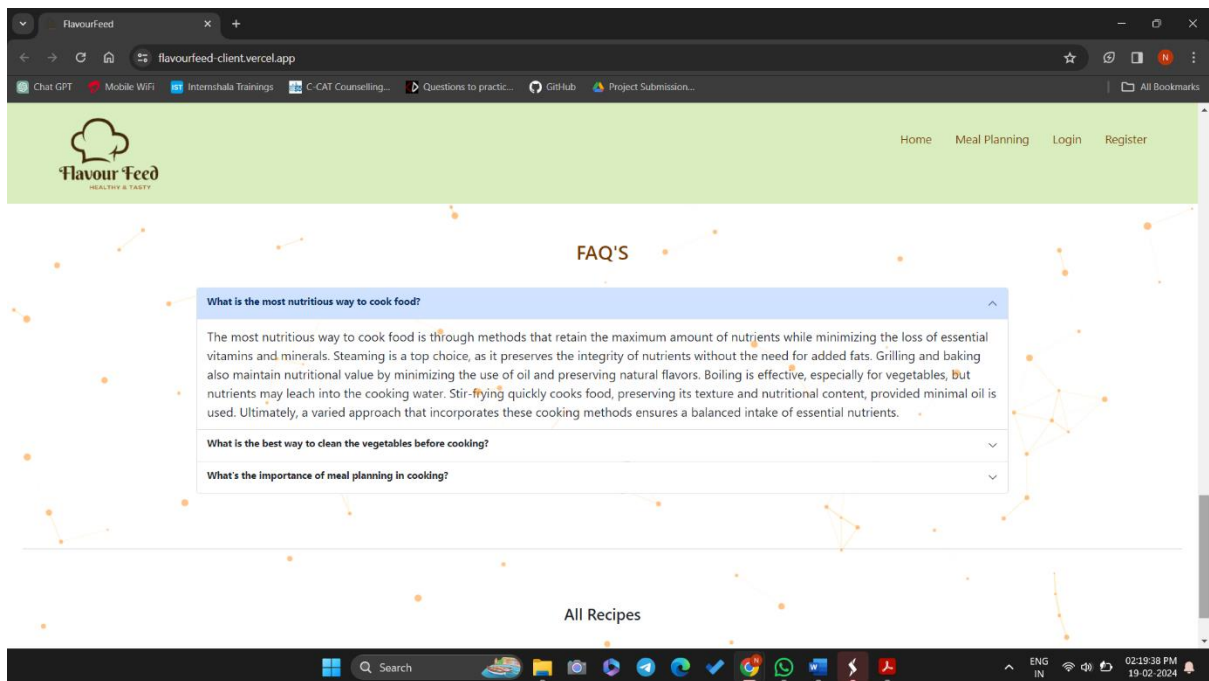 FlavourFeed
flavourfeed-client.vercel.app
N
Chat GPT Mobile WiFi IST Internshala Trainings C-CAT Counselling... Questions to practic... GitHub Project Submission... All Bookmarks
Flavour Feed
HEALTHY & TASTY
Home Meal Planning Login Register
FAQ'S
What is the most nutritious way to cook food?
The most nutritious way to cook food is through methods that retain the maximum amount of nutrients while minimizing the loss of essential
vitamins and minerals. Steaming is a top choice, as it preserves the integrity of nutrients without the need for added fats. Grilling and baking
also maintain nutritional value by minimizing the use of oil and preserving natural flavors. Boiling is effective, especially for vegetables, but
nutrients may leach into the cooking water. Stir-frying quickly cooks food, preserving its texture and nutritional content, provided minimal oil is
used. Ultimately, a varied approach that incorporates these cooking methods ensures a balanced intake of essential nutrients.
What is the best way to clean the vegetables before cooking?
What's the importance of meal planning in cooking?
All Recipes
Search
ENG
IN
02:19:38 PM
19-02-2024